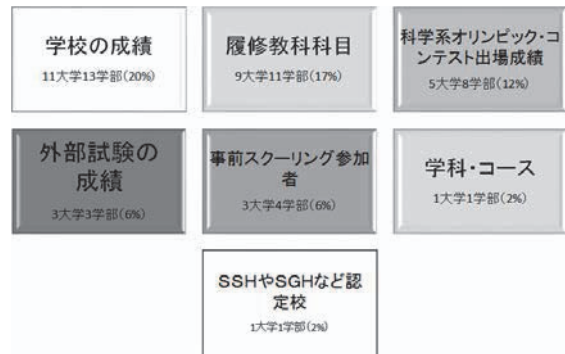 学校の成績
11大学13学部(20%)
履修教科科目
9大学11学部(17%)
科学系オリンピック・コ
ンテスト出場成績
5大学8学部(12%)
外部試験の
成績
3大学3学部(6%)
事前スクーリング参加
者
3大学4学部(6%)
学科・コース
1大学1学部(2%)
SSHやSGHなど認
定校
1大学1学部(2%)